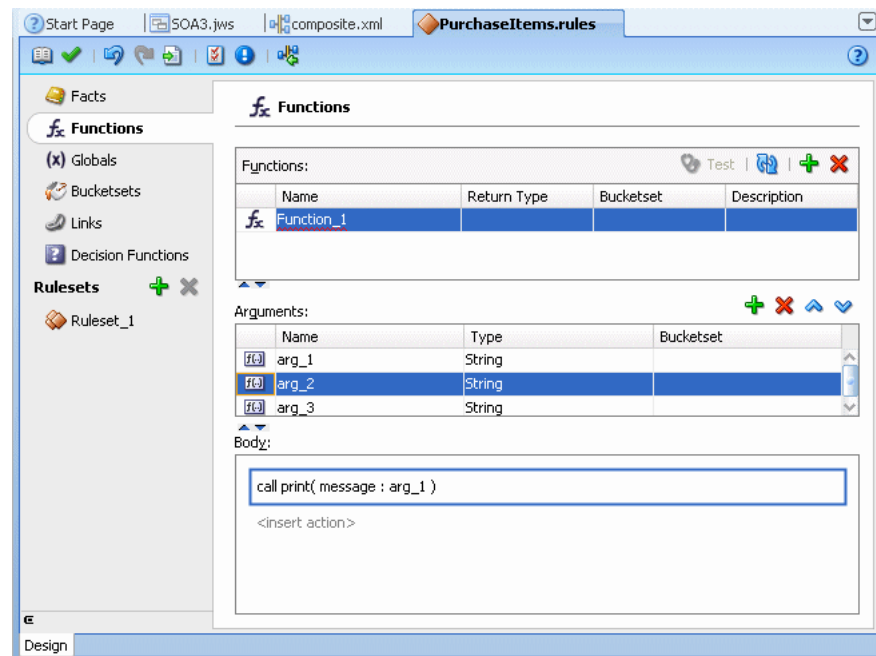 Start Page SOA3.jws composite.xml PurchaseItems.rules
Facts
Functions
(x) Globals
Bucketsets
Links
Decision Functions
Rulesets
Ruleset_1
fx Functions
Functions: Test
Name Return Type Bucketset Description
fx Function_1
Arguments:
Name Type Bucketset
f(..) arg_1 String
f(..) arg_2 String
f(..) arg_3 String
Body:
call print( message : arg_1 )
<insert action>
Design